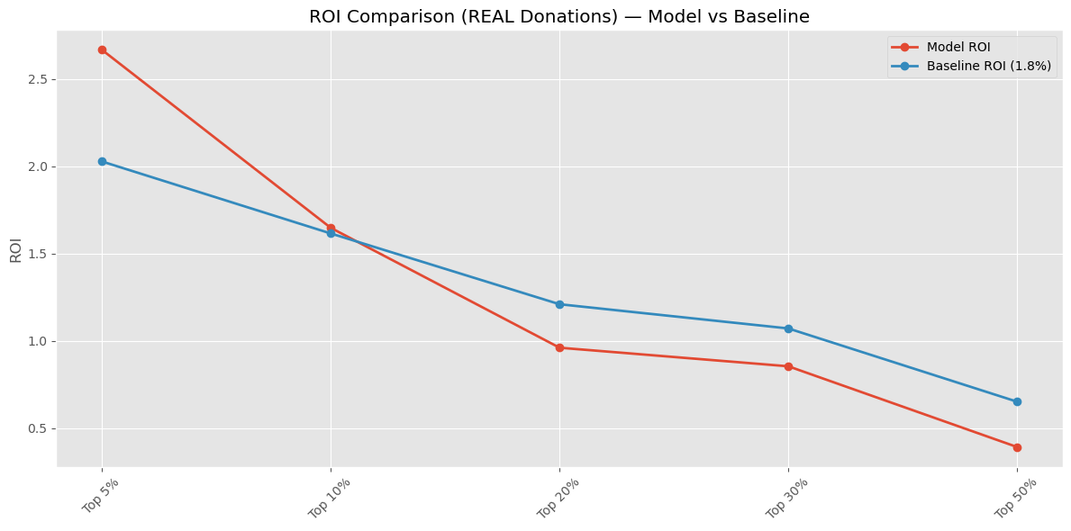 ROI Comparison (REAL Donations) — Model vs Baseline
Model ROI
Baseline ROI (1.8%)
ROI
2.5
2.0
1.5
1.0
0.5
Top 5%
Top 10%
Top 20%
Top 30%
Top 50%